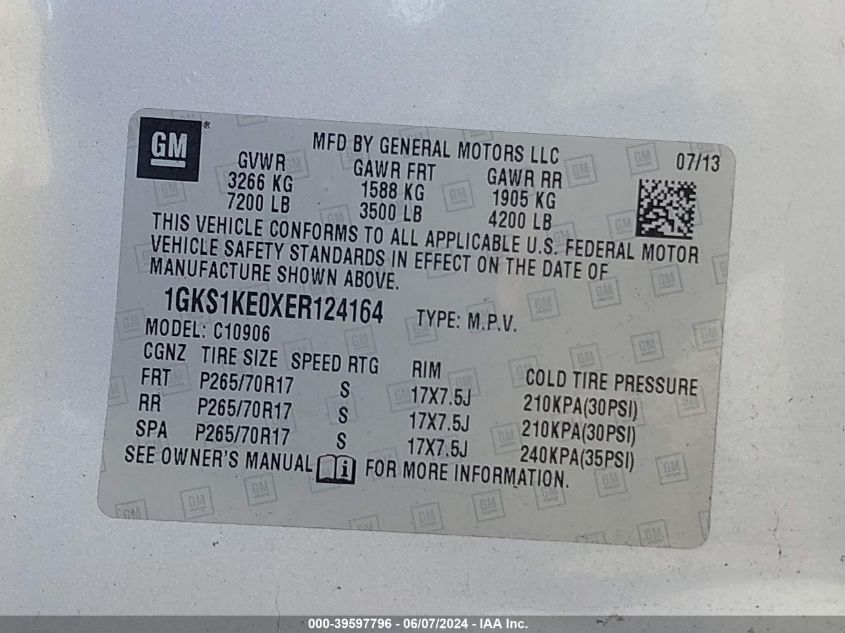 GM®
MFD BY GENERAL MOTORS LLC 07/13
GVWR GAWR FRT GAWR RR
3266 KG 1588 KG 1905 KG
7200 LB 3500 LB 4200 LB
THIS VEHICLE CONFORMS TO ALL APPLICABLE U.S. FEDERAL MOTOR
VEHICLE SAFETY STANDARDS IN EFFECT ON THE DATE OF
MANUFACTURE SHOWN ABOVE.
1GKS1KE0XER124164 TYPE: M.P.V.
MODEL: C10906
CGNZ TIRE SIZE SPEED RTG RIM COLD TIRE PRESSURE
FRT P265/70R17 S 17X7.5J 210KPA(30PSI)
RR P265/70R17 S 17X7.5J 210KPA(30PSI)
SPA P265/70R17 S 17X7.5J 240KPA(35PSI)
SEE OWNER'S MANUAL i FOR MORE INFORMATION.
000-39597796 - 06/07/2024 - IAA Inc.